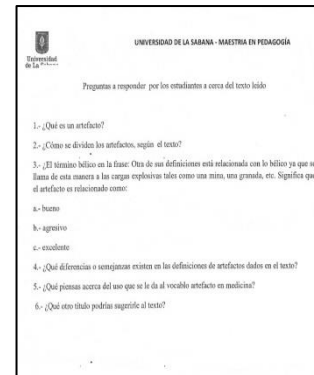 UNIVERSIDAD DE LA SABANA - MAESTRIA EN PEDAGOGÍA
Universidad
de La
Preguntas a responder por los estudiantes a cerca del texto leído
1.- ¿Qué es un artefacto?
2.- ¿Cómo se dividen los artefactos, según el texto?
3.- ¿El término bélico en la frase: Otra de sus definiciones está relacionada con lo bélico ya que se
llama de esta manera a las cargas explosivas tales como una mina, una granada, etc. Significa que
el artefacto es relacionado como:
a.- bueno
b.- agresivo
c.- excelente
4.- ¿Qué diferencias o semejanzas existen en las definiciones de artefactos dados en el texto?
5.- ¿Qué piensas acerca del uso que se le da al vocablo artefacto en medicina?
6.- ¿Qué otro título podrías sugerirle al texto?